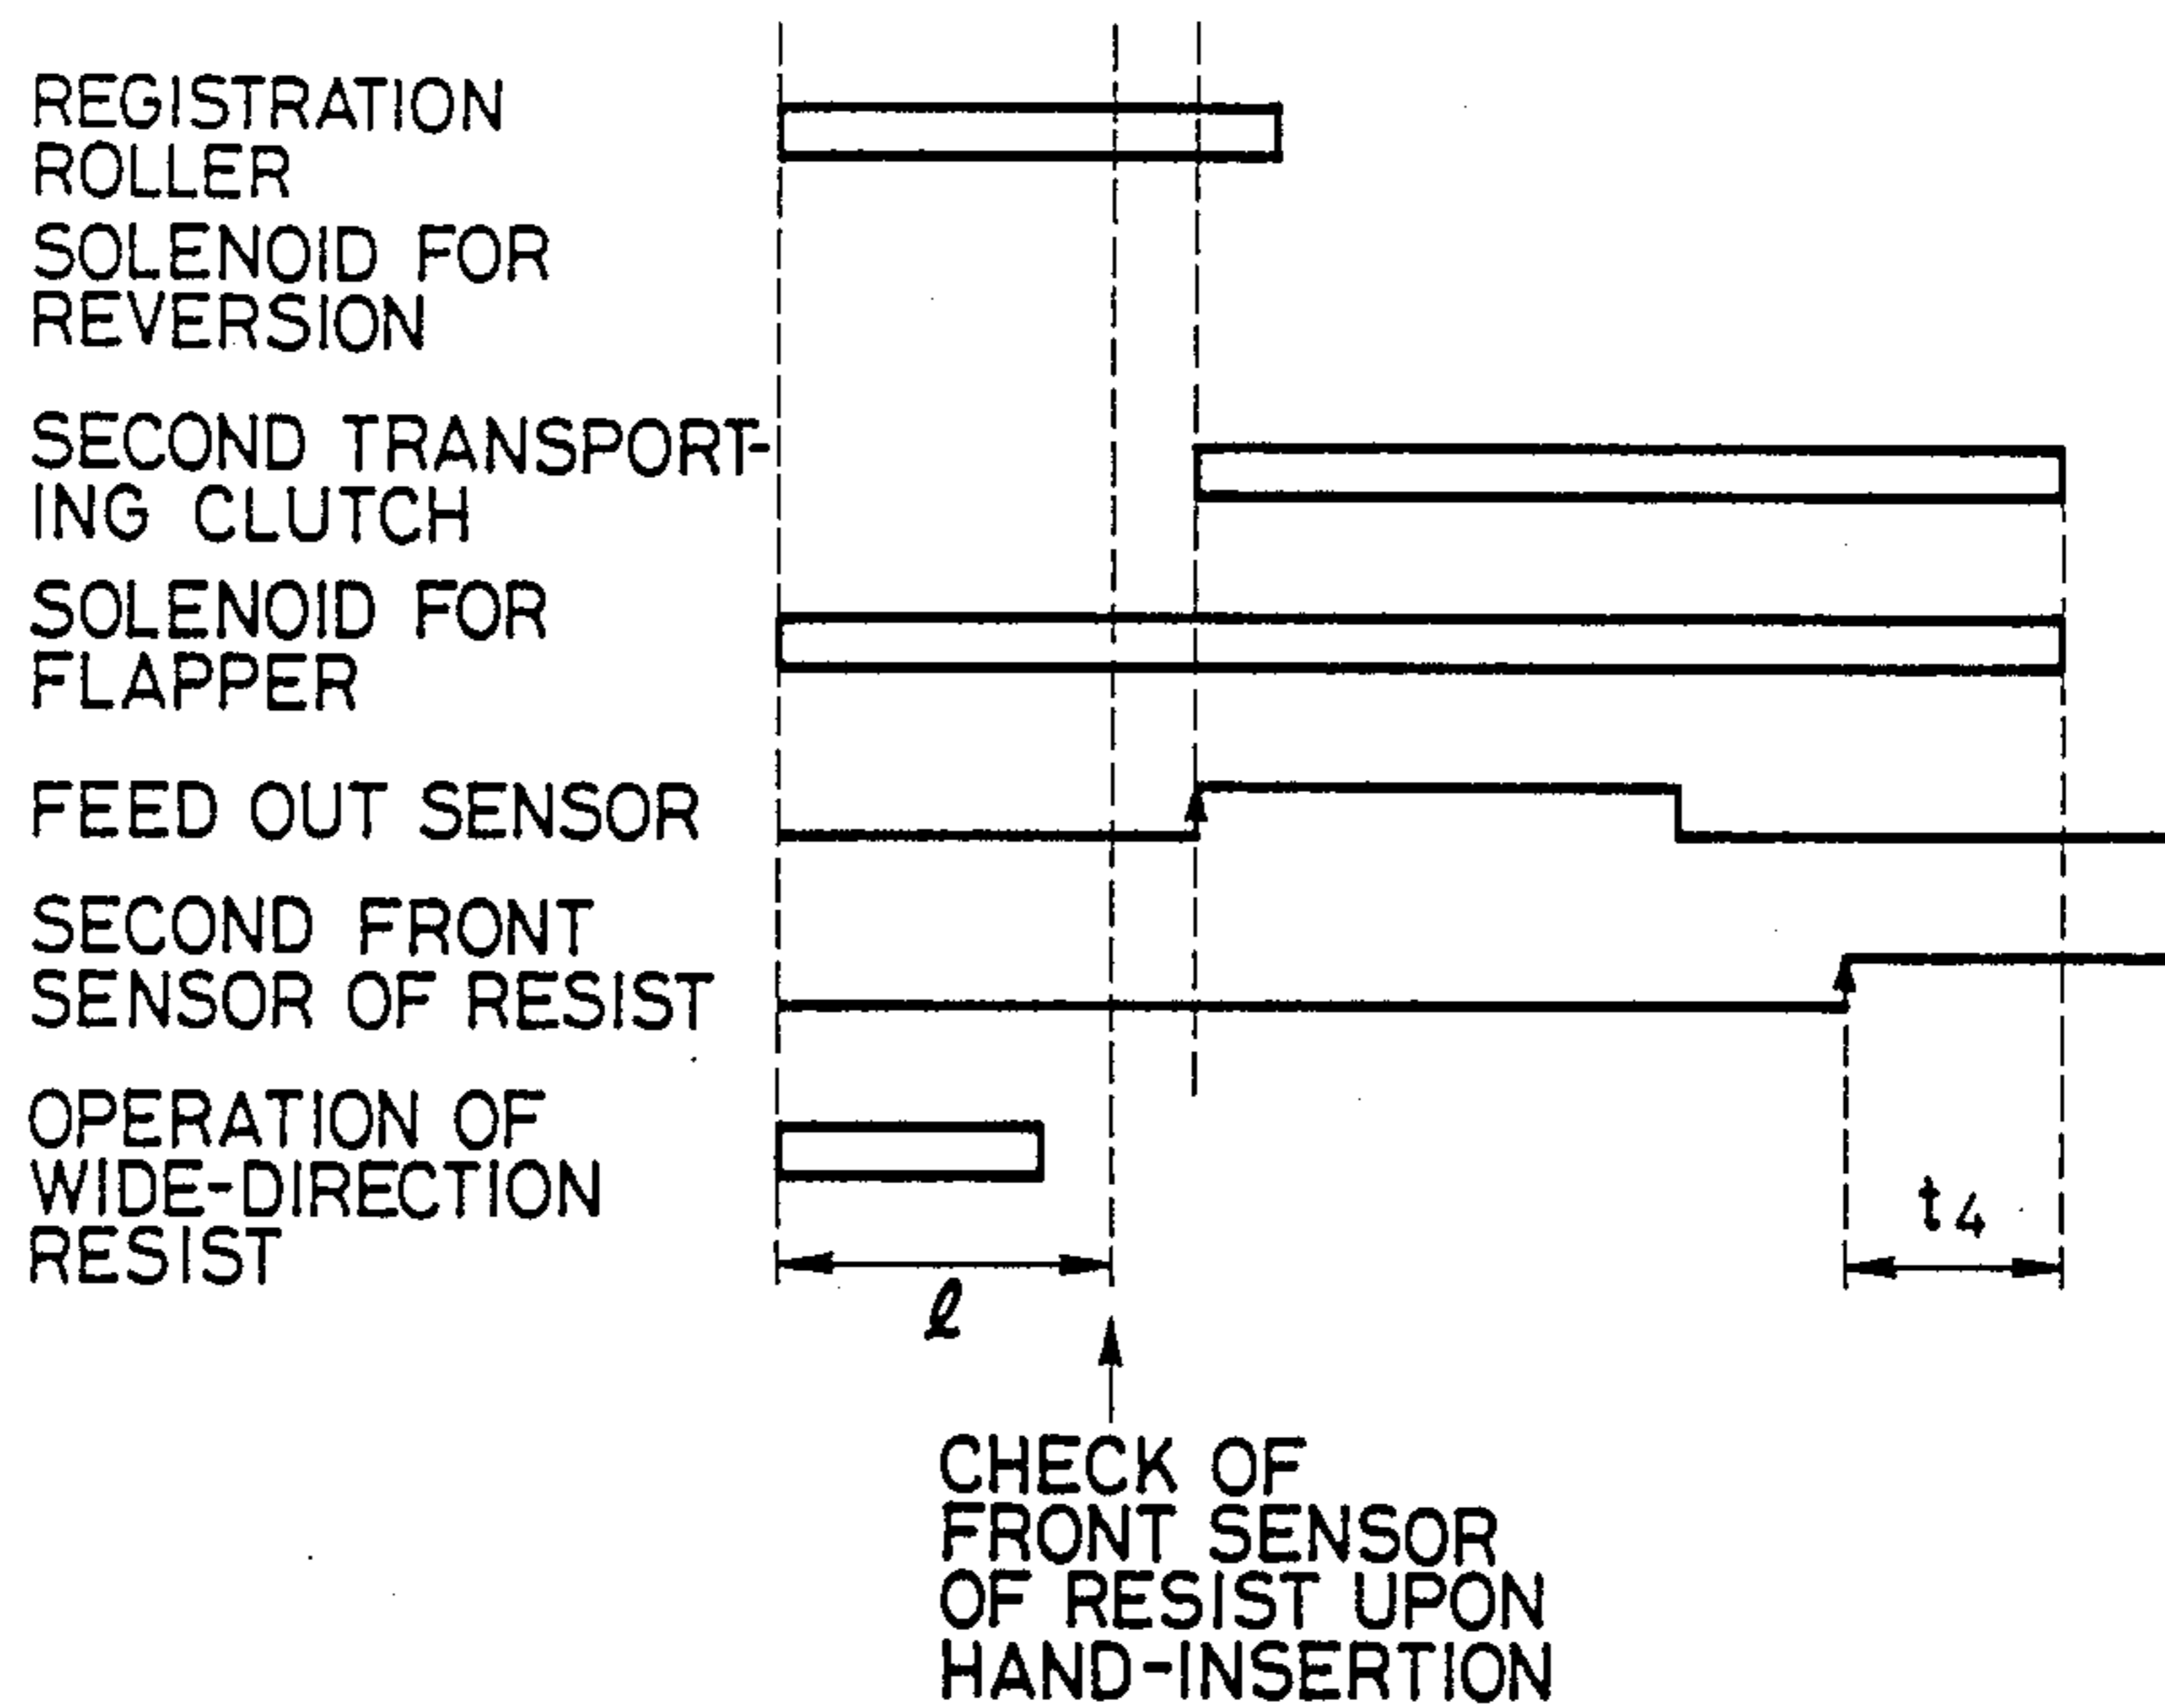 REGISTRATION
ROLLER
SOLENOID FOR
REVERSION
SECOND TRANSPORT-
ING CLUTCH
SOLENOID FOR
FLAPPER
FEED OUT SENSOR
SECOND FRONT
SENSOR OF RESIST
OPERATION OF
WIDE-DIRECTION
RESIST
ℓ
t4
CHECK OF
FRONT SENSOR
OF RESIST UPON
HAND-INSERTION